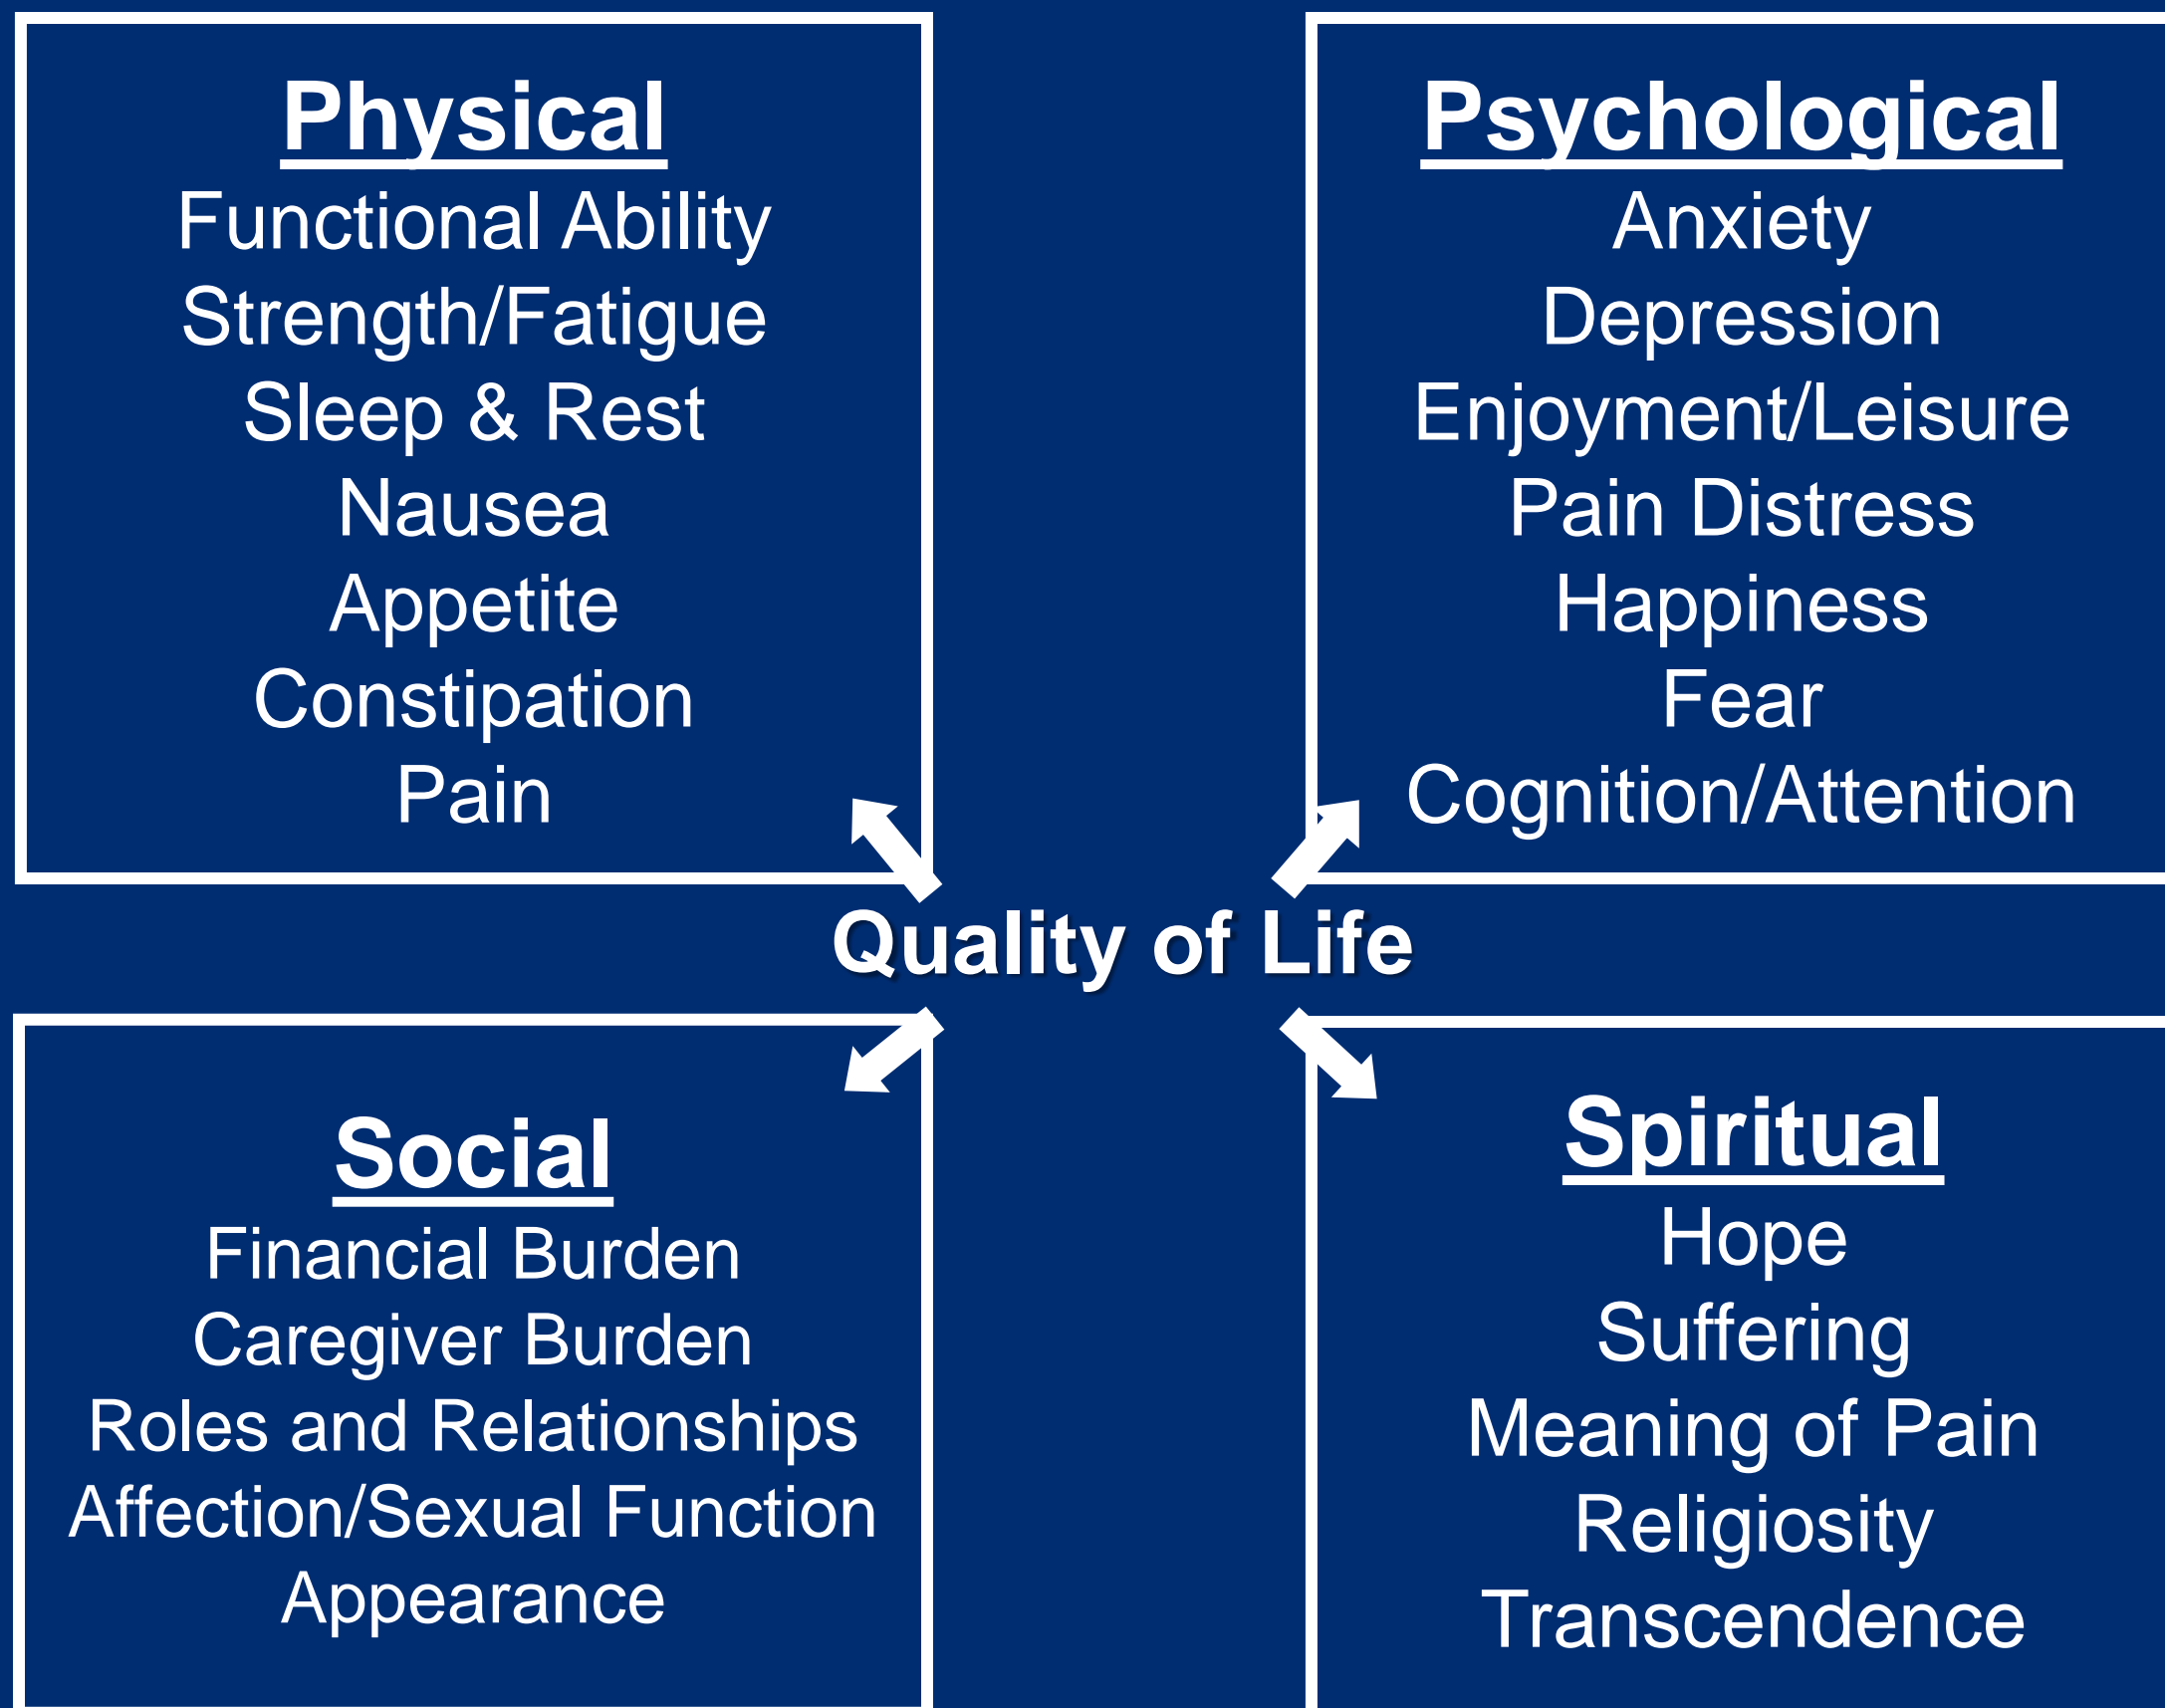 Physical
Functional Ability
Strength/Fatigue
Sleep & Rest
Nausea
Appetite
Constipation
Pain
Psychological
Anxiety
Depression
Enjoyment/Leisure
Pain Distress
Happiness
Fear
Cognition/Attention
Quality of Life
Social
Financial Burden
Caregiver Burden
Roles and Relationships
Affection/Sexual Function
Appearance
Spiritual
Hope
Suffering
Meaning of Pain
Religiosity
Transcendence